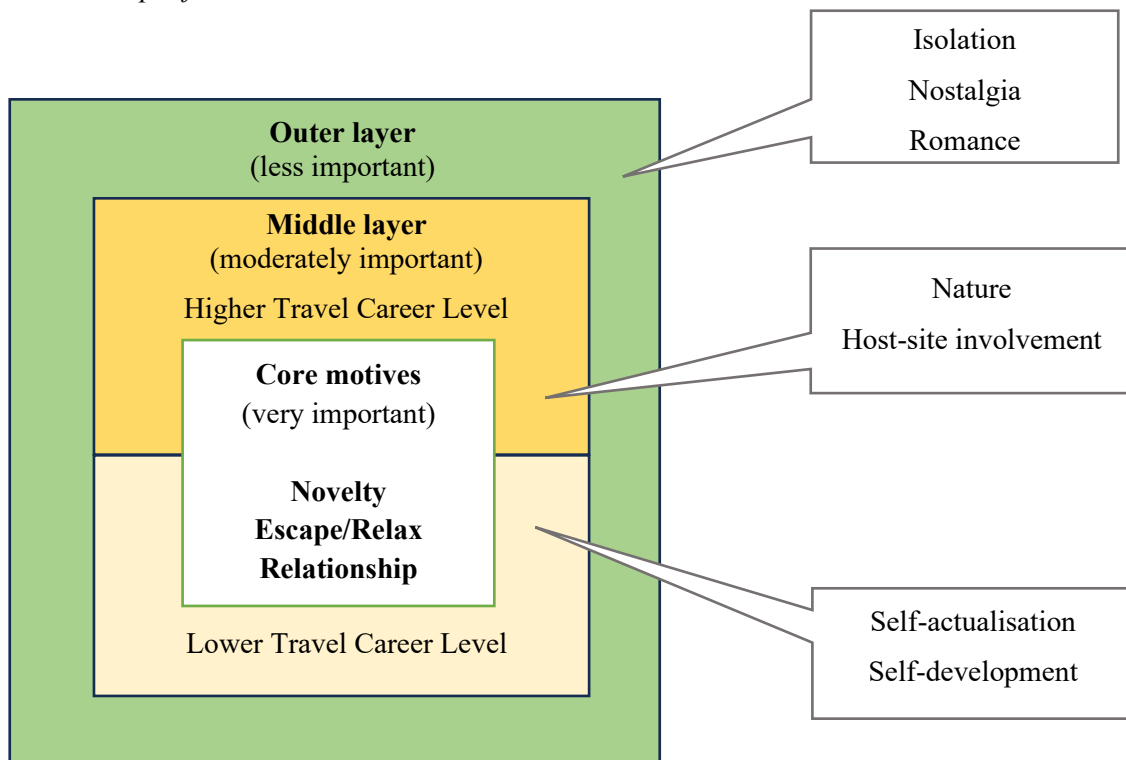 Isolation
Nostalgia
Romance
Outer layer
(less important)
Middle layer
(moderately important)
Higher Travel Career Level
Nature
Host-site involvement
Core motives
(very important)
Novelty
Escape/Relax
Relationship
Lower Travel Career Level
Self-actualisation
Self-development